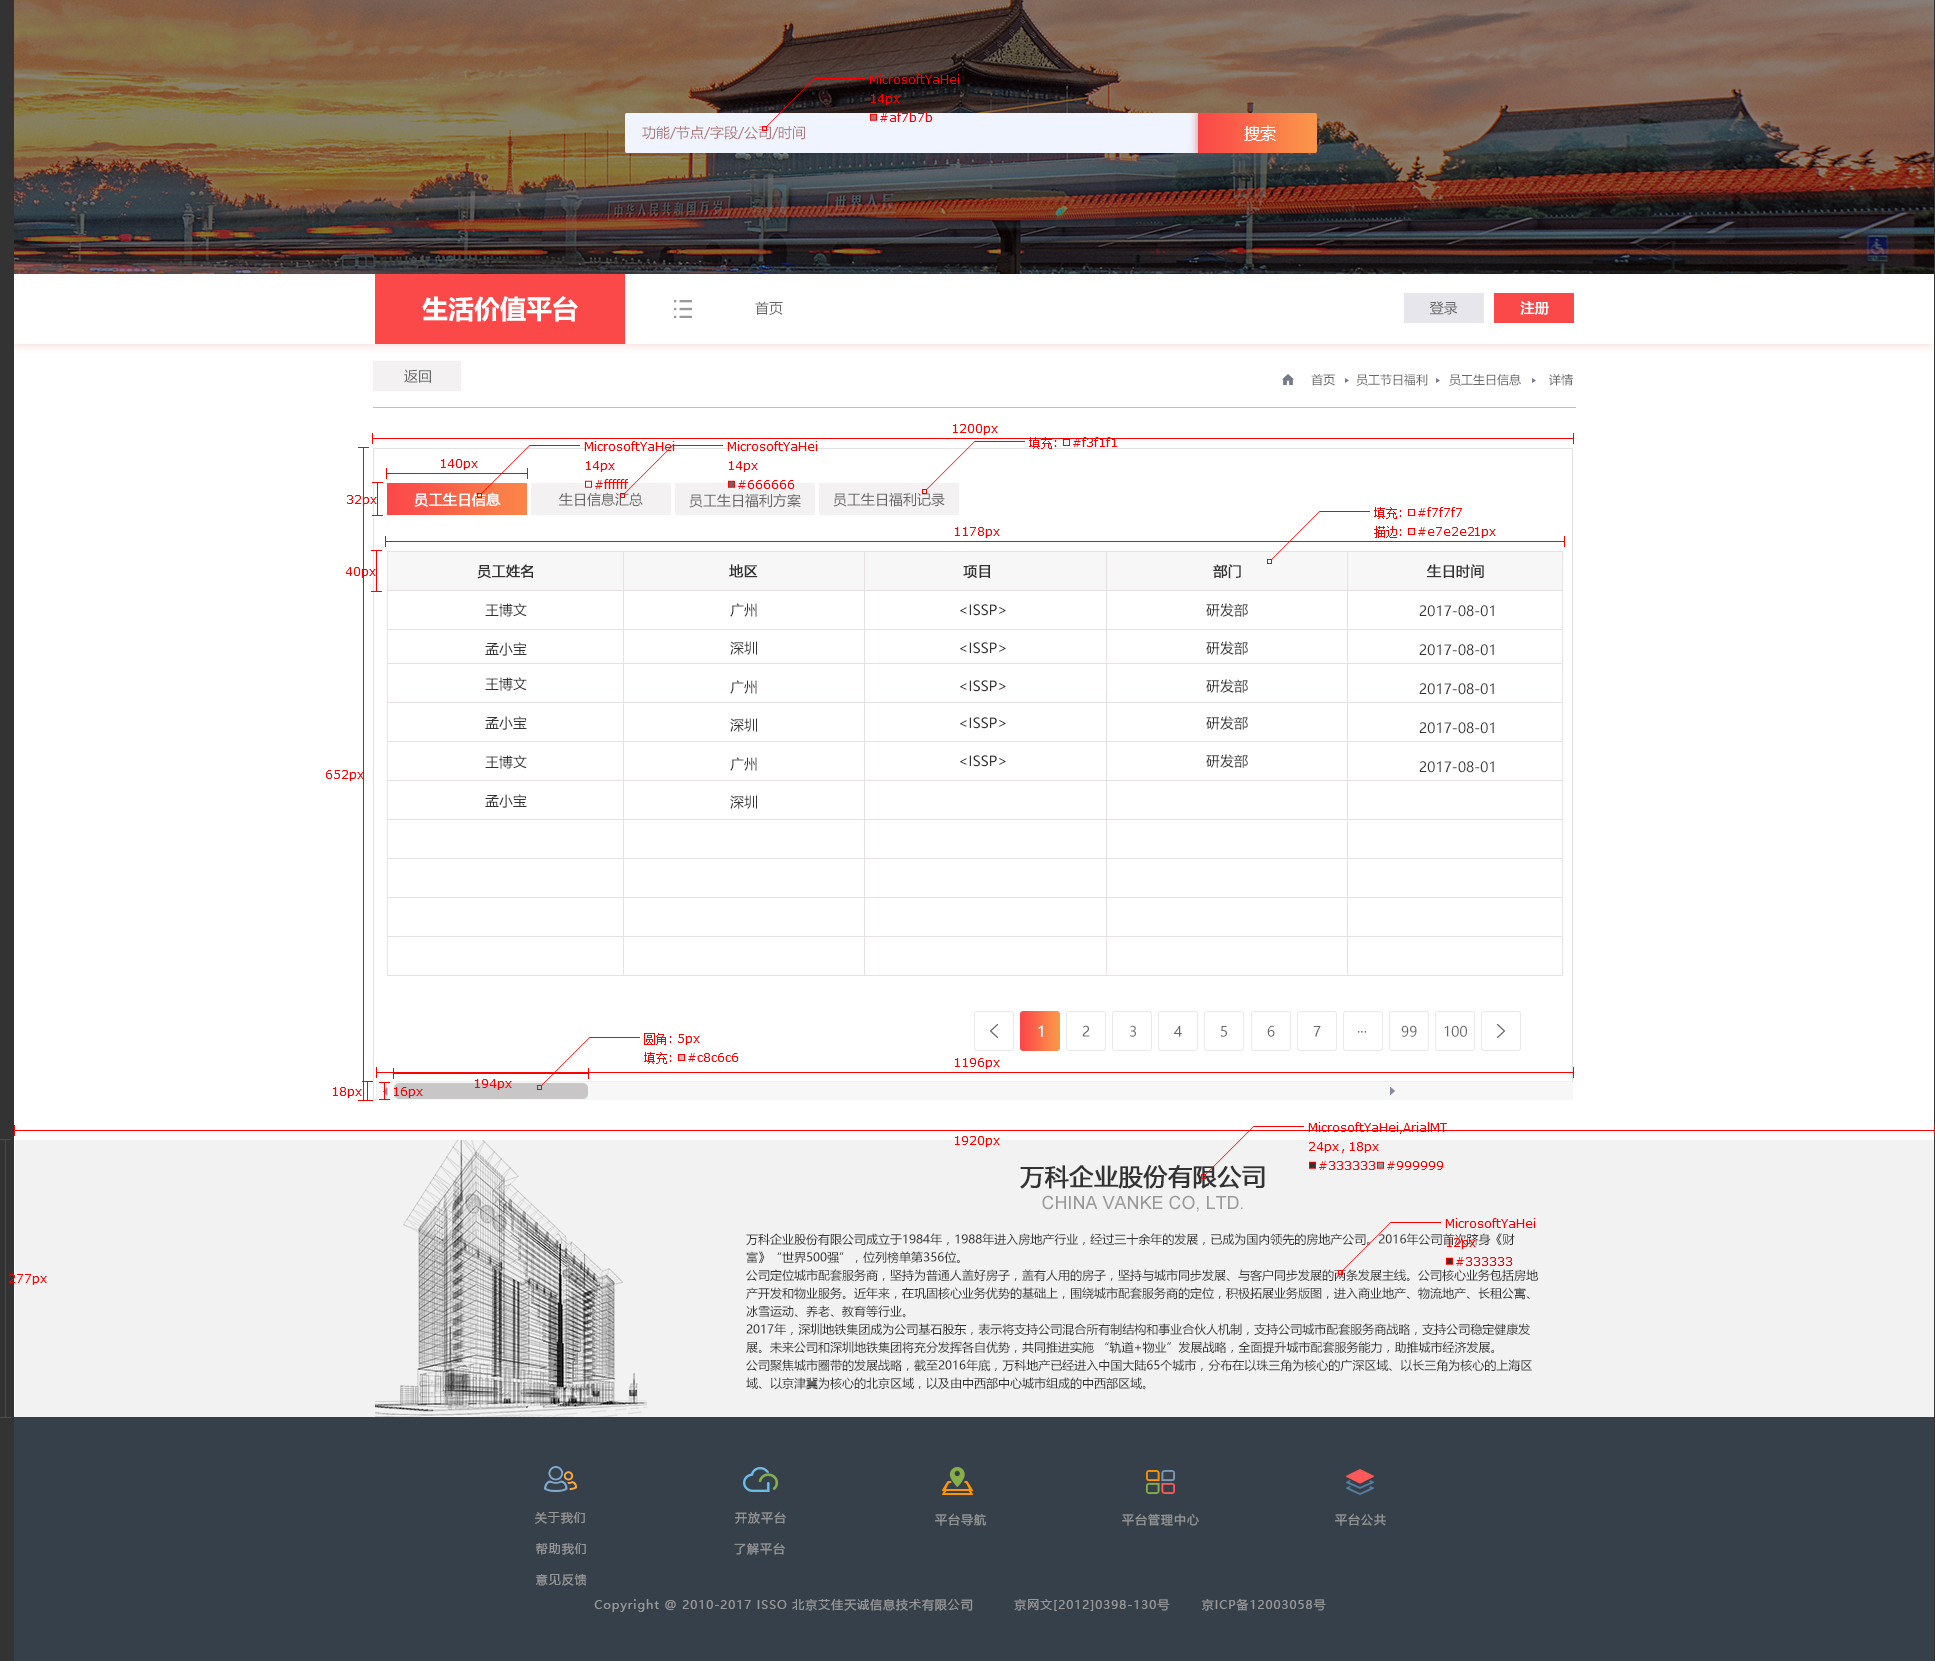 MicrosoftYaHei
14px
#af7b7b
功能/节点/字段/公司/时间
搜索
中华人民共和国万岁
世界人民
生活价值平台
首页
登录
注册
返回
首页 员工节日福利 员工生日信息 详情
1200px
MicrosoftYaHei
14px
#ffffff
MicrosoftYaHei
14px
#666666
填充: #f3f1f1
140px
32px
员工生日信息 生日信息汇总 员工生日福利方案 员工生日福利记录
填充: #f7f7f7
描边: #e7e2e21px
1178px
40px
员工姓名 地区 项目 部门 生日时间
王博文 广州 <ISSP> 研发部 2017-08-01
孟小宝 深圳 <ISSP> 研发部 2017-08-01
王博文 广州 <ISSP> 研发部 2017-08-01
孟小宝 深圳 <ISSP> 研发部 2017-08-01
王博文 广州 <ISSP> 研发部 2017-08-01
孟小宝 深圳
652px
1 2 3 4 5 6 7 ... 99 100
圆角: 5px
填充: #c8c6c6
1196px
194px
18px
16px
1920px
MicrosoftYaHei,ArialMT
24px , 18px
#333333 #999999
万科企业股份有限公司
CHINA VANKE CO, LTD.
MicrosoftYaHei
12px
#333333
277px
万科企业股份有限公司成立于1984年，1988年进入房地产行业，经过三十余年的发展，已成为国内领先的房地产公司。2016年公司首次跻身《财
富》“世界500强”，位列榜单第356位。
公司定位城市配套服务商，坚持为普通人盖好房子，盖有人用的房子，坚持与城市同步发展、与客户同步发展的两条发展主线。公司核心业务包括房地
产开发和物业服务。近年来，在巩固核心业务优势的基础上，围绕城市配套服务商的定位，积极拓展业务版图，进入商业地产、物流地产、长租公寓、
冰雪运动、养老、教育等行业。
2017年，深圳地铁集团成为公司基石股东，表示将支持公司混合所有制结构和事业合伙人机制，支持公司城市配套服务商战略，支持公司稳定健康发
展。未来公司和深圳地铁集团将充分发挥各自优势，共同推进实施 “轨道+物业”发展战略，全面提升城市配套服务能力，助推城市经济发展。
公司聚焦城市圈带的发展战略，截至2016年底，万科地产已经进入中国大陆65个城市，分布在以珠三角为核心的广深区域、以长三角为核心的上海区
域、以京津冀为核心的北京区域，以及由中西部中心城市组成的中西部区域。
关于我们 开放平台 平台导航 平台管理中心 平台公共
帮助我们 了解平台
意见反馈
Copyright @ 2010-2017 ISSO 北京艾佳天诚信息技术有限公司 京网文[2012]0398-130号 京ICP备12003058号